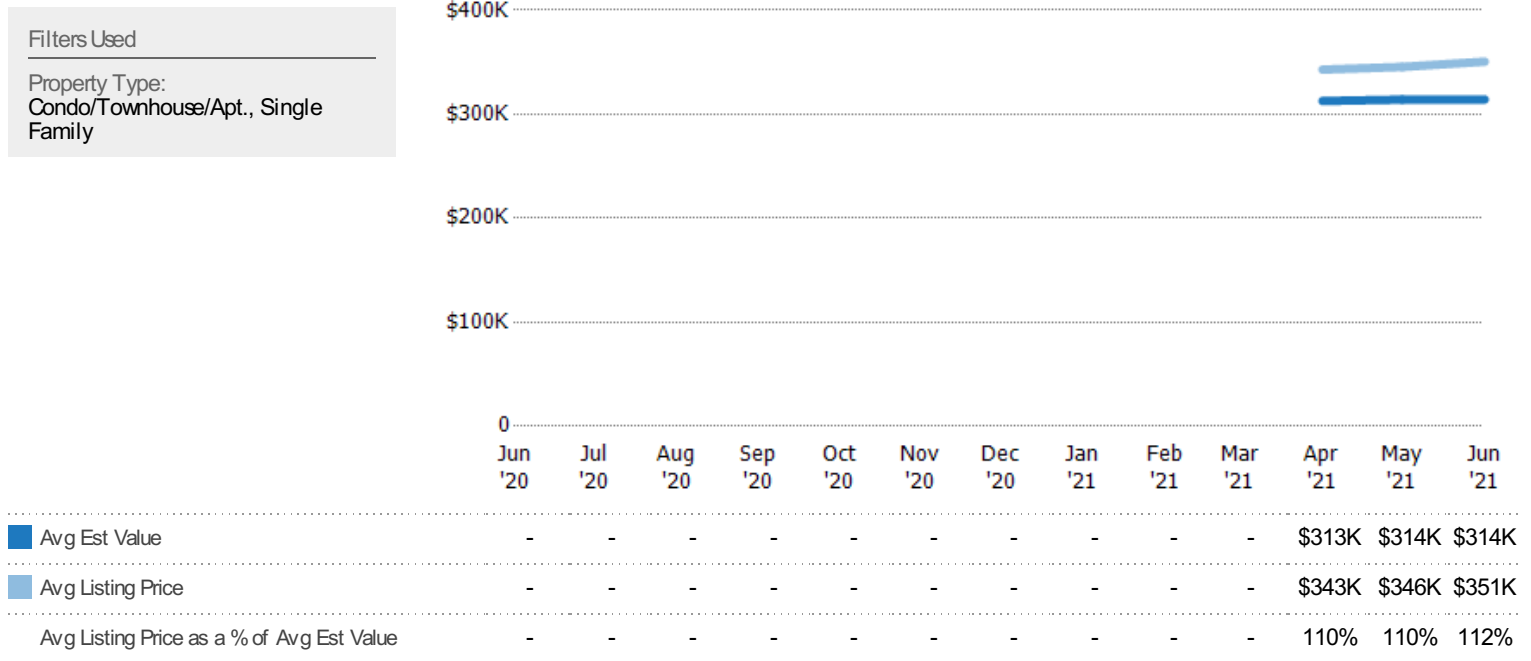 Filters Used
Property Type:
Condo/Townhouse/Apt., Single
Family
$400K
$300K
$200K
$100K
0
Jun Jul Aug Sep Oct Nov Dec Jan Feb Mar Apr May Jun
'20 '20 '20 '20 '20 '20 '20 '21 '21 '21 '21 '21 '21
Avg Est Value - - - - - - - - - - $313K $314K $314K
Avg Listing Price - - - - - - - - - - $343K $346K $351K
Avg Listing Price as a % of Avg Est Value - - - - - - - - - - 110% 110% 112%